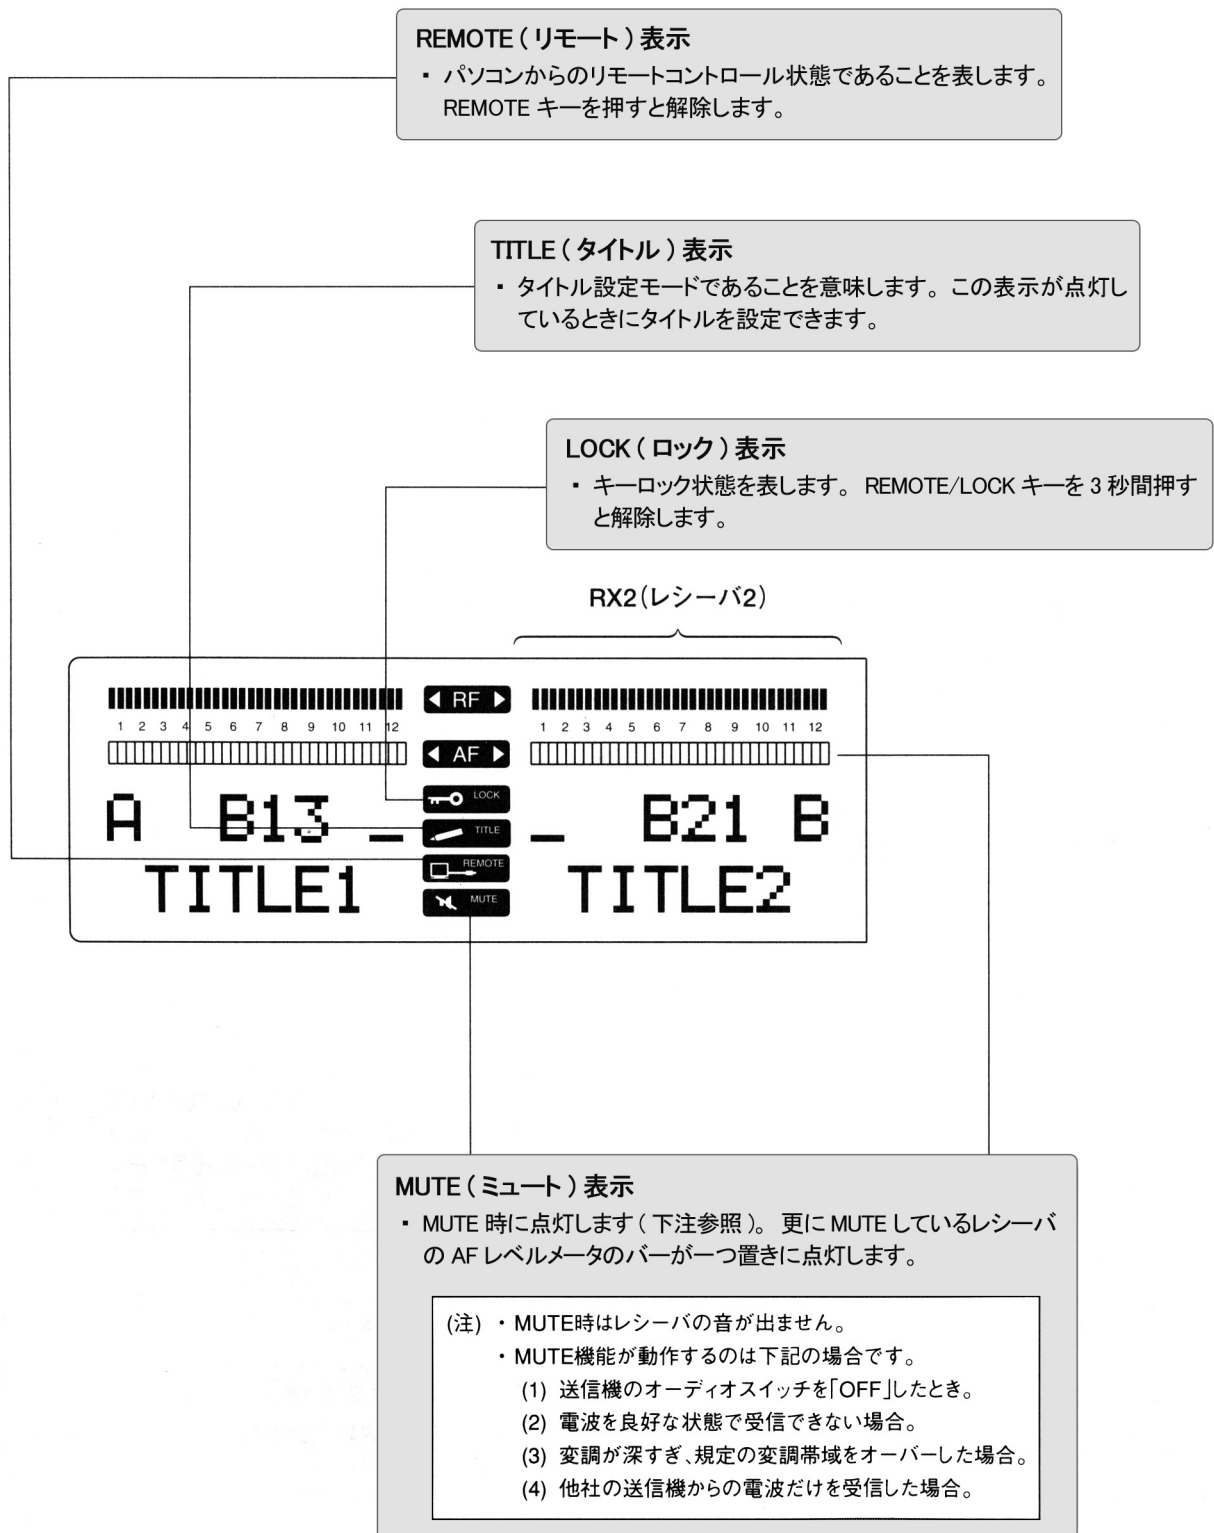 REMOTE ( リモート ) 表示
・ パソコンからのリモートコントロール状態であることを表します。
REMOTE キーを押すと解除します。
TITLE ( タイトル ) 表示
・ タイトル設定モードであることを意味します。この表示が点灯し
ているときにタイトルを設定できます。
LOCK ( ロック ) 表示
・ キーロック状態を表します。 REMOTE/LOCK キーを 3 秒間押す
と解除します。
RX2(レシーバ2)
RF
1 2 3 4 5 6 7 8 9 10 11 12
1 2 3 4 5 6 7 8 9 10 11 12
AF
LOCK
A B13 _
TITLE
_ B21 B
REMOTE
TITLE1
TITLE2
MUTE
MUTE ( ミュート ) 表示
・ MUTE 時に点灯します ( 下注参照 )。 更に MUTE しているレシーバ
の AF レベルメータのバーが一つ置きに点灯します。
(注) ・ MUTE時はレシーバの音が出ません。
・ MUTE機能が動作するのは下記の場合です。
(1) 送信機のオーディオスイッチを「OFF」したとき。
(2) 電波を良好な状態で受信できない場合。
(3) 変調が深すぎ、規定の変調帯域をオーバーした場合。
(4) 他社の送信機からの電波だけを受信した場合。